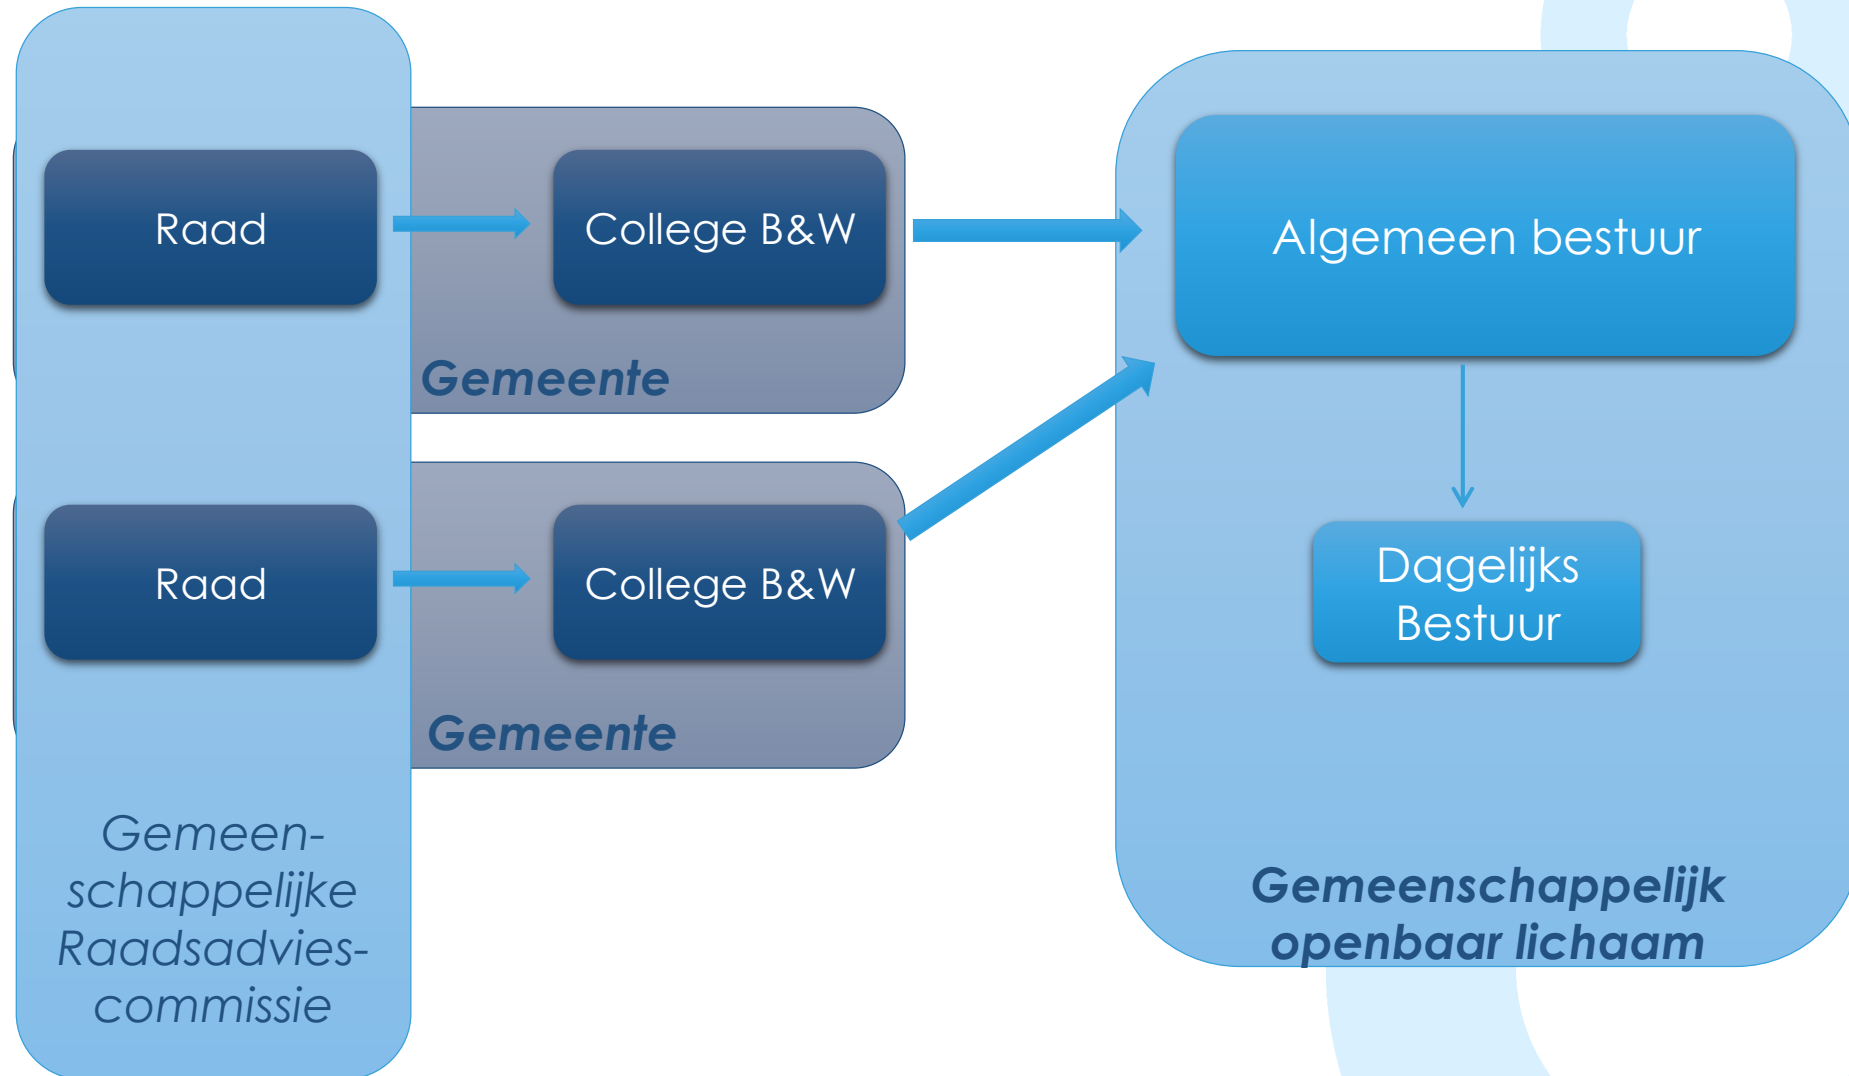 Raad
College B&W
Algemeen bestuur
Gemeente
Raad
College B&W
Dagelijks
Bestuur
Gemeente
Gemeen-
schappelijke
Raadsadvies-
commissie
Gemeenschappelijk
openbaar lichaam